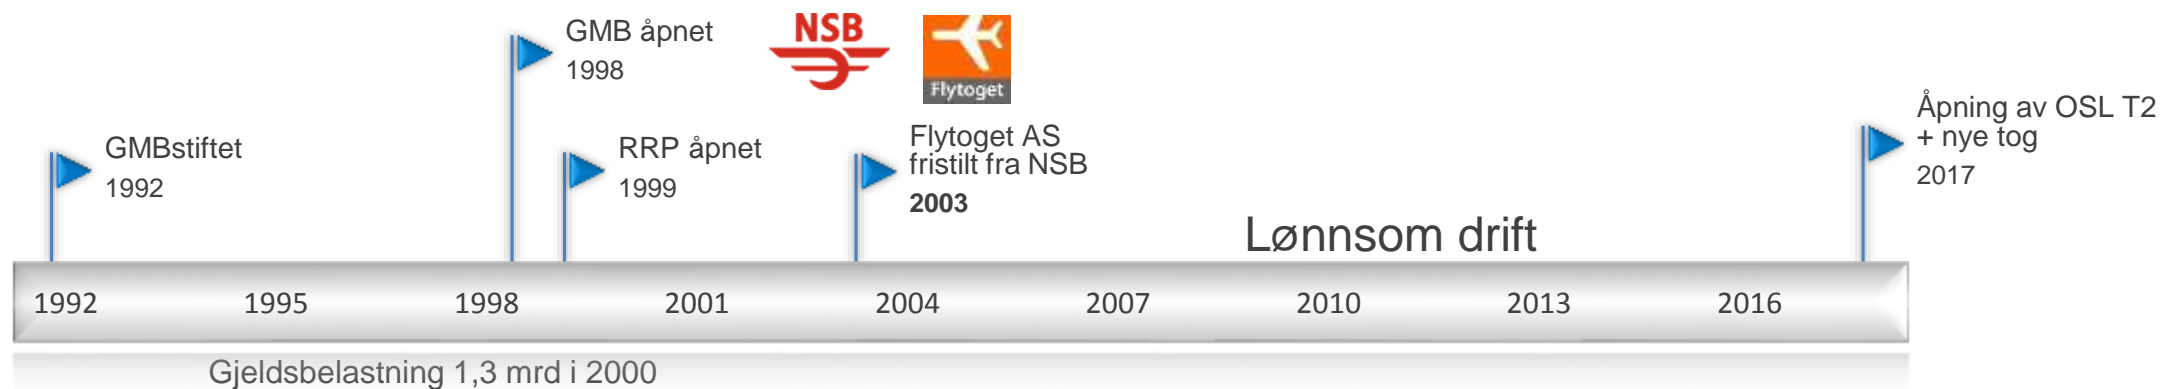 GMB åpnet
1998
NSB
Flytoget
GMBstiftet
1992
RRP åpnet
1999
Flytoget AS
fristilt fra NSB
2003
Åpning av OSL T2
+ nye tog
2017
Lønnsom drift
1992 1995 1998 2001 2004 2007 2010 2013 2016
Gjeldsbelastning 1,3 mrd i 2000